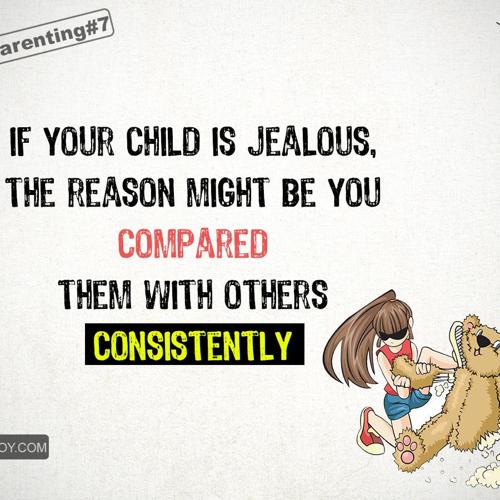 arenting#7
IF YOUR CHILD IS JEALOUS,
THE REASON MIGHT BE YOU
COMPARED
THEM WITH OTHERS
CONSISTENTLY
OY.COM